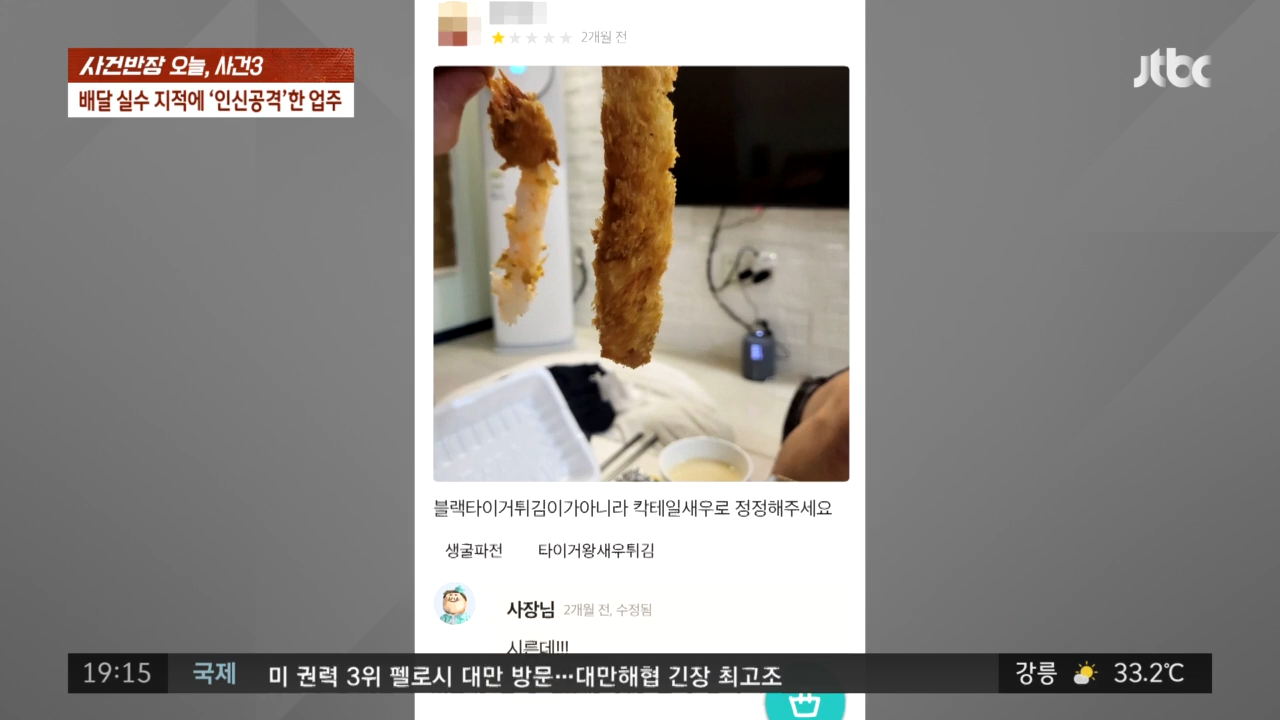 사건반장 오늘, 사건3
배달 실수 지적에 ‘인신공격’한 업주
jtbc
2개월 전
블랙타이거튀김이가아니라 칵테일새우로 정정해주세요
생굴파전 타이거왕새우튀김
사장님 2개월 전, 수정됨
시른데!!!
19:15 국제 미 권력 3위 펠로시 대만 방문…대만해협 긴장 최고조 강릉 33.2℃